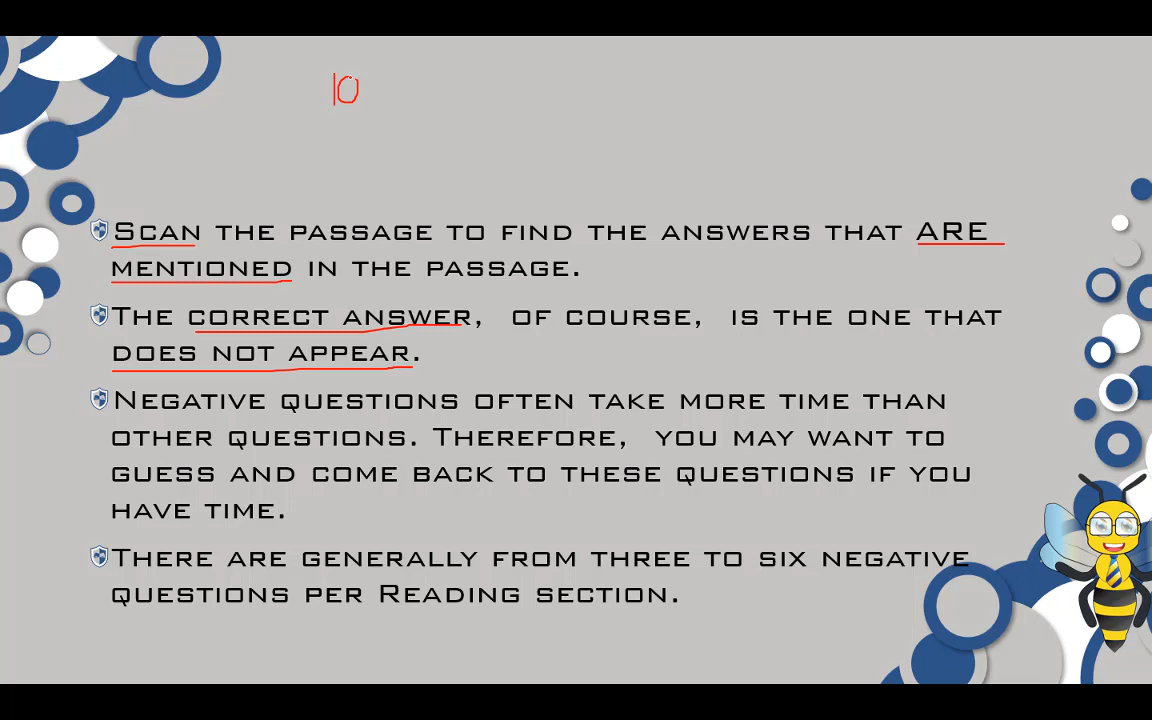 10
Scan the passage to find the answers that ARE
mentioned in the passage.
The correct answer, of course, is the one that
does not appear.
Negative questions often take more time than
other questions. Therefore, you may want to
guess and come back to these questions if you
have time.
There are generally from three to six negative
questions per Reading section.